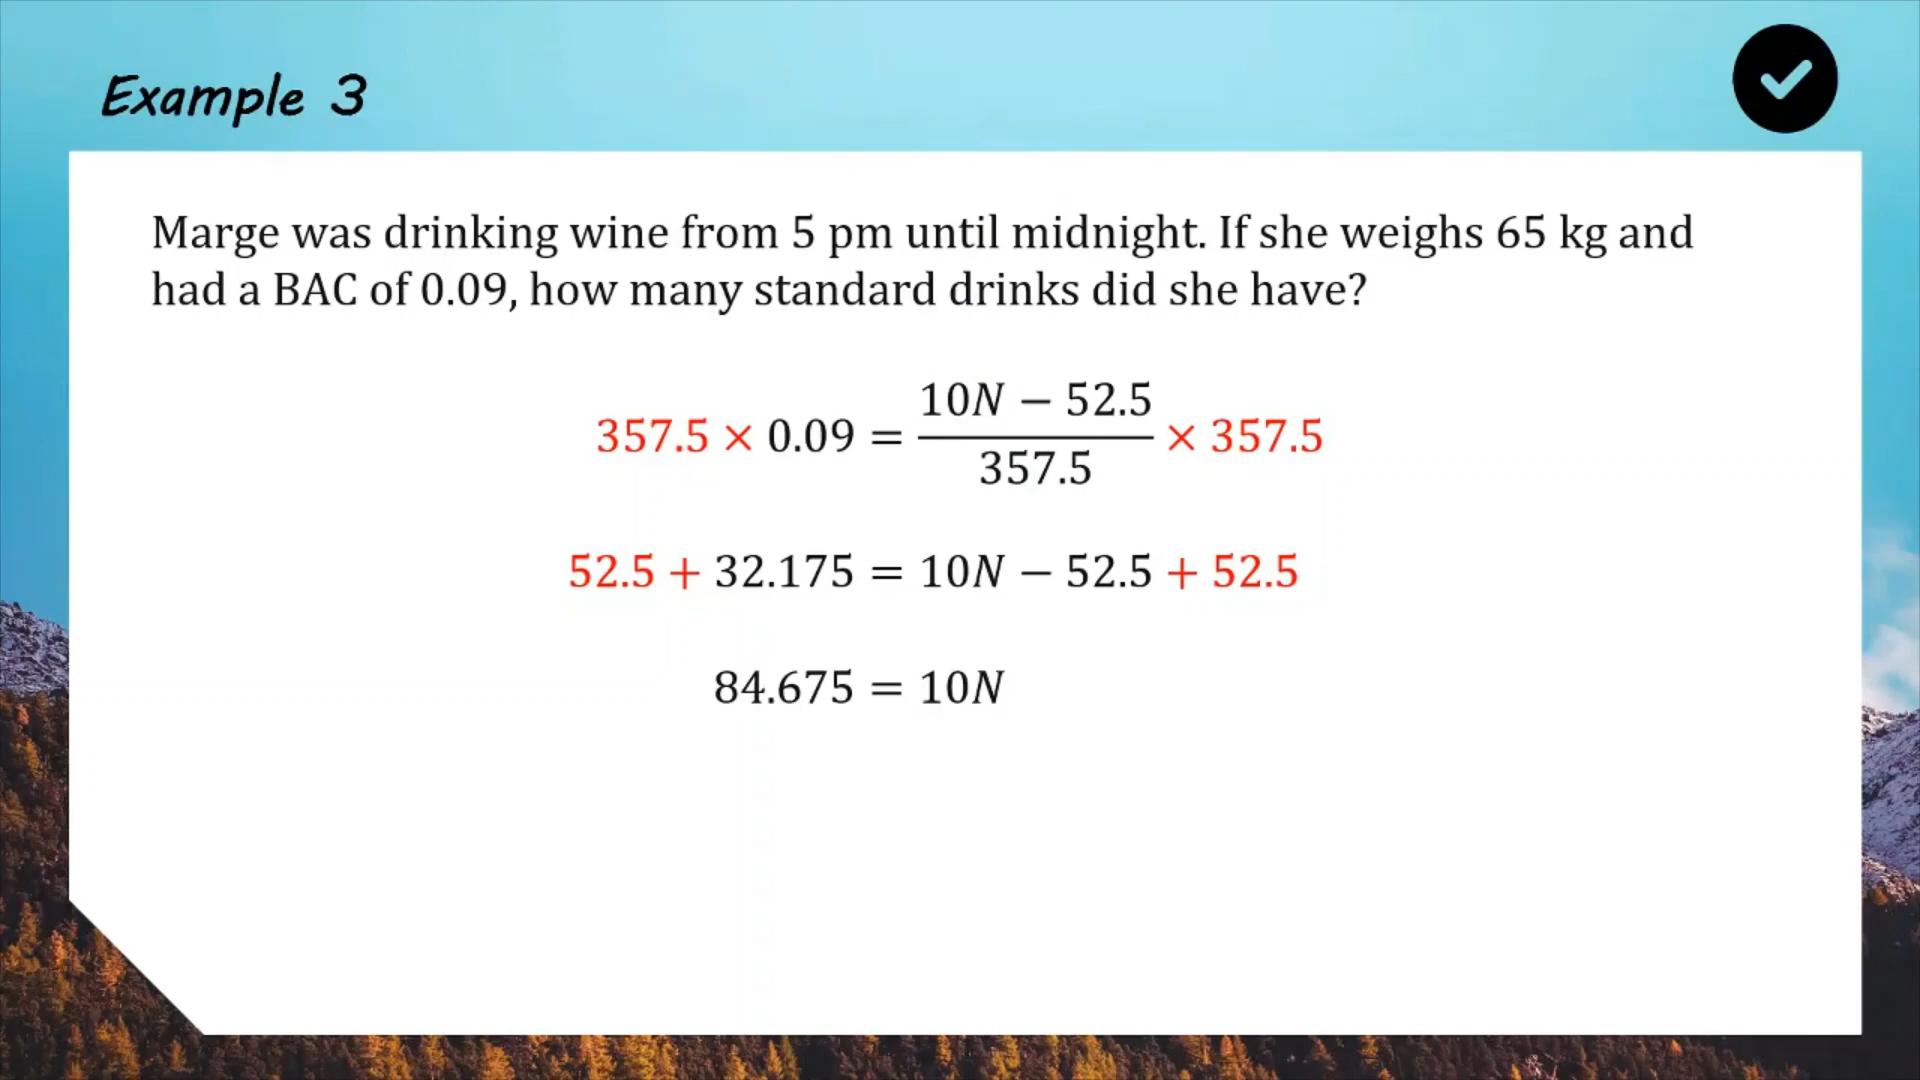 Example 3
Marge was drinking wine from 5 pm until midnight. If she weighs 65 kg and
had a BAC of 0.09, how many standard drinks did she have?
357.5 × 0.09 = \frac{10N − 52.5}{357.5} × 357.5
52.5 + 32.175 = 10N − 52.5 + 52.5
84.675 = 10N